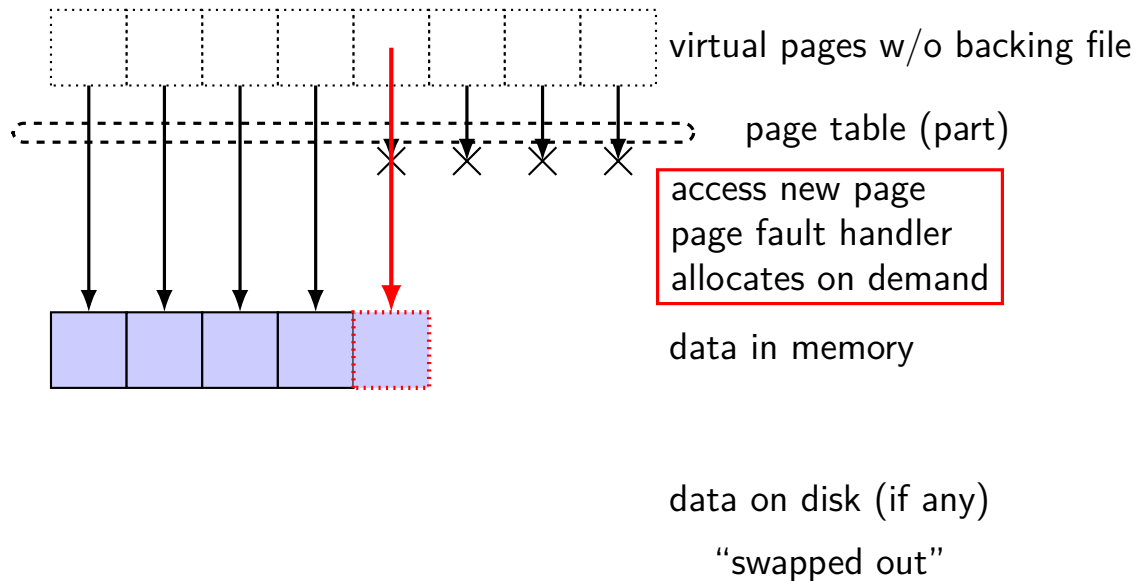 virtual pages w/o backing file
page table (part)
access new page
page fault handler
allocates on demand
data in memory
data on disk (if any)
“swapped out”